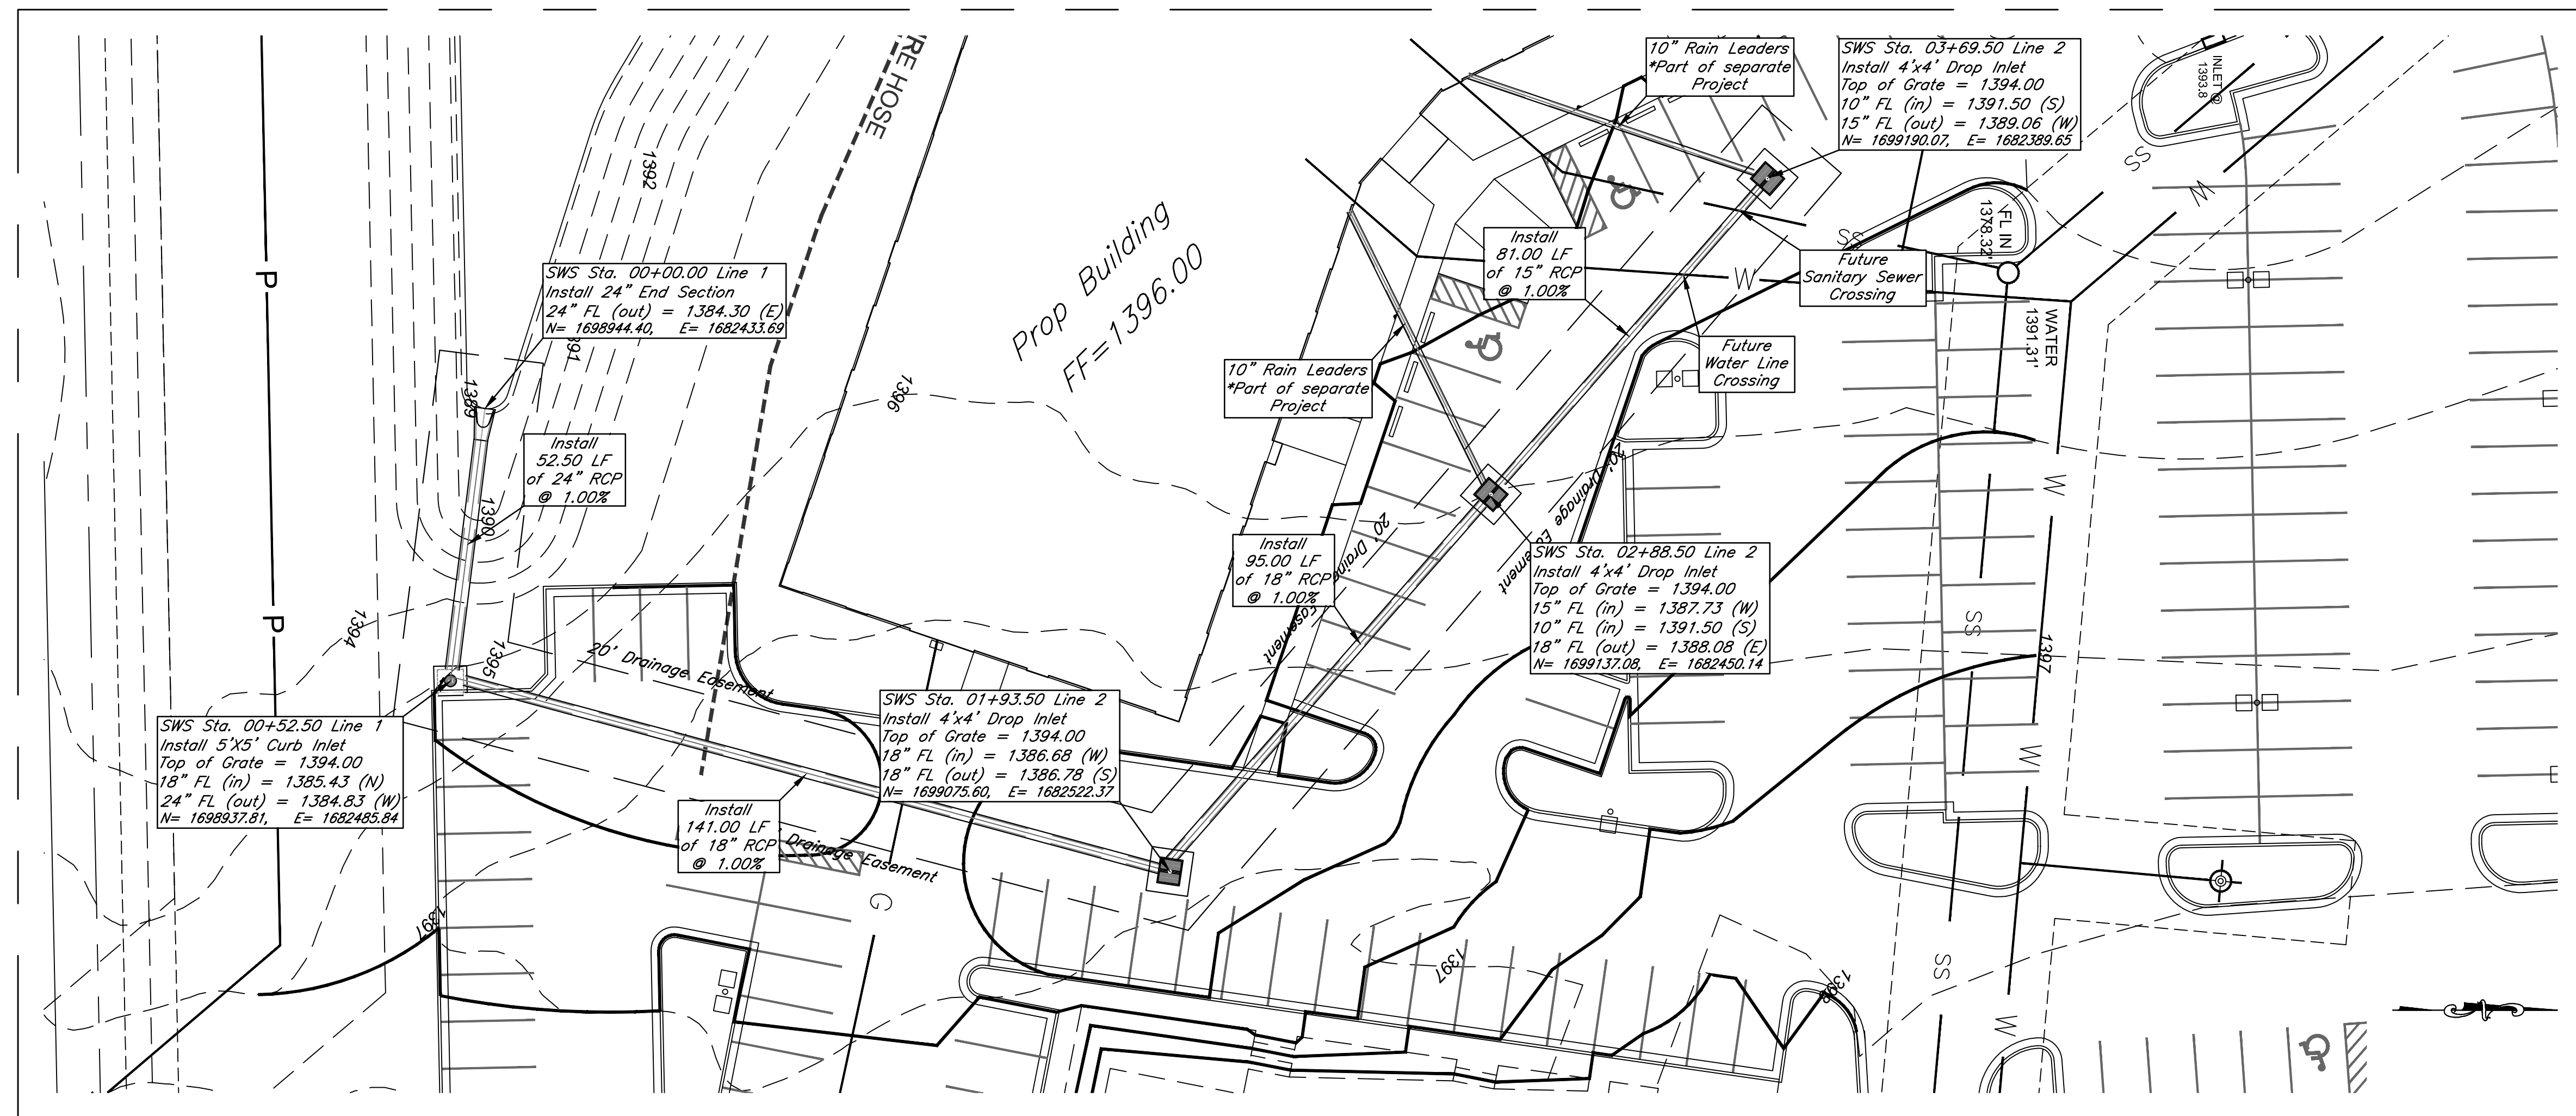 RE HOSE
10" Rain Leaders
*Part of separate
Project
SWS Sta. 03+69.50 Line 2
Install 4'x4' Drop Inlet
Top of Grate = 1394.00
10" FL (in) = 1391.50 (S)
15" FL (out) = 1389.06 (W)
N= 1699190.07, E= 1682389.65
INLET @
1393.8
SS
W
1392
P
SWS Sta. 00+00.00 Line 1
Install 24" End Section
24" FL (out) = 1384.30 (E)
N= 1698944.40, E= 1682433.69
1391
Prop Building
FF=1396.00
Install
81.00 LF
of 15" RCP
@ 1.00%
W
SS
Future
Sanitary Sewer
Crossing
FL IN
1378.32'
WATER
1391.31'
Future
Water Line
Crossing
10" Rain Leaders
*Part of separate
Project
1389
1396
Install
52.50 LF
of 24" RCP
@ 1.00%
1390
20' Drainage Easement
20' Drainage Easement
W
Install
95.00 LF
of 18" RCP
@ 1.00%
SWS Sta. 02+88.50 Line 2
Install 4'x4' Drop Inlet
Top of Grate = 1394.00
15" FL (in) = 1387.73 (W)
10" FL (in) = 1391.50 (S)
18" FL (out) = 1388.08 (E)
N= 1699137.08, E= 1682450.14
P
1394
1395
20' Drainage Easement
SS
1397
SWS Sta. 00+52.50 Line 1
Install 5'X5' Curb Inlet
Top of Grate = 1394.00
18" FL (in) = 1385.43 (N)
24" FL (out) = 1384.83 (W)
N= 1698937.81, E= 1682485.84
SWS Sta. 01+93.50 Line 2
Install 4'x4' Drop Inlet
Top of Grate = 1394.00
18" FL (in) = 1386.68 (W)
18" FL (out) = 1386.78 (S)
N= 1699075.60, E= 1682522.37
W
Install
141.00 LF
of 18" RCP
@ 1.00%
Drainage Easement
G
1397
1397
1398
SS
W